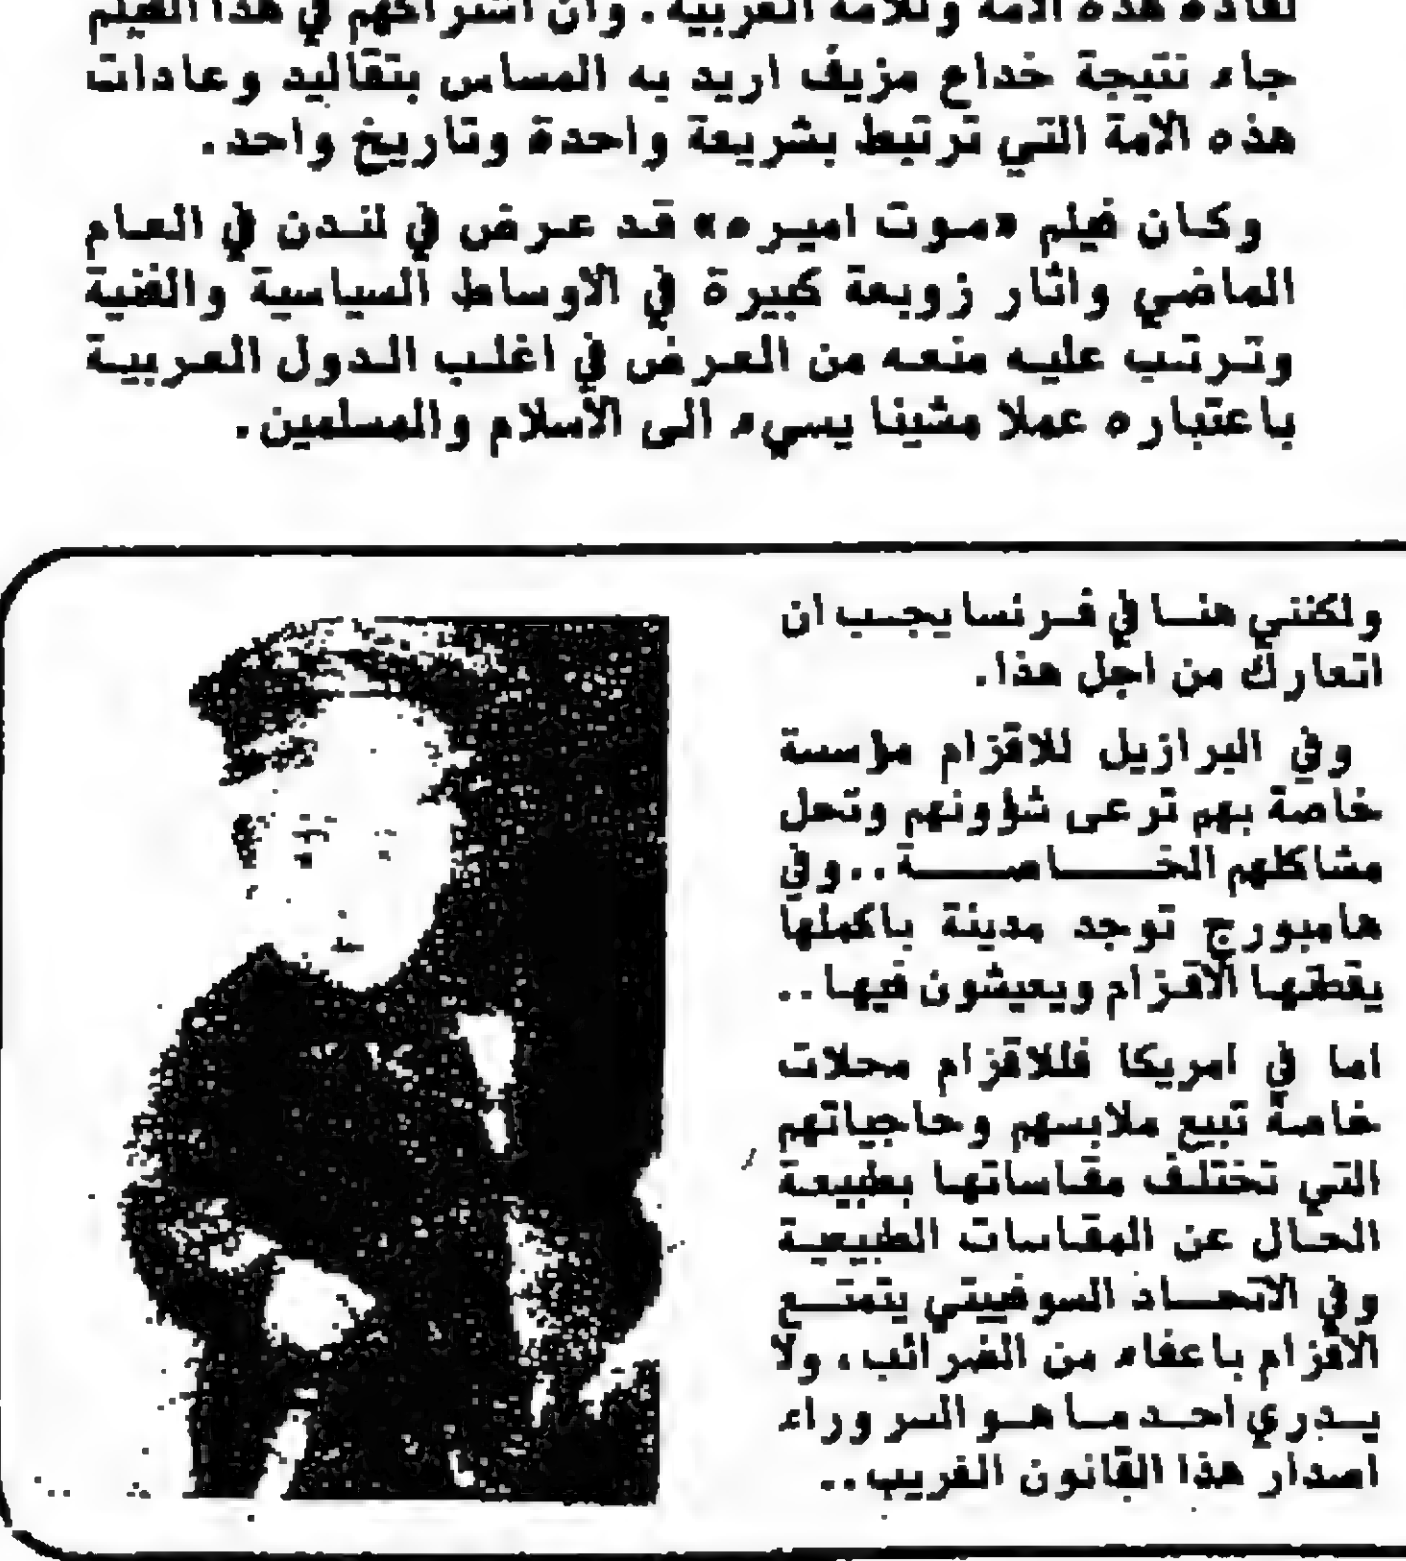 لقادة هذه الامة وللامة العربية. وان اشتراكهم في هذا الفيلم
جاء نتيجة خداع مزيف اريد به المساس بتقاليد وعادات
هذه الامة التي ترتبط بشريعة واحدة وتاريخ واحد.
وكان فيلم «موت اميره» قد عرض في لندن في العام
الماضي واثار زوبعة كبيرة في الاوساط السياسية والفنية
وترتب عليه منعه من العرض في اغلب الدول العربية
باعتباره عملا مشينا يسيء الى الاسلام والمسلمين.
ولكنني هنا في فرنسا يجب ان
اتعارك من اجل هذا.
وفي البرازيل للاقزام مؤسسة
خاصة بهم ترعى شؤونهم وتحل
مشاكلهم الخاصة.. وفي
هامبورج توجد مدينة باكملها
يقطنها الاقزام ويعيشون فيها..
اما في امريكا فللاقزام محلات
خاصة تبيع ملابسهم وحاجياتهم
التي تختلف مقاساتها بطبيعة
الحال عن المقاسات الطبيعية
وفي الاتحاد السوفييتي يتمتع
الاقزام باعفاء من الضرائب، ولا
يدري احد ما هو السر وراء
اصدار هذا القانون الغريب..